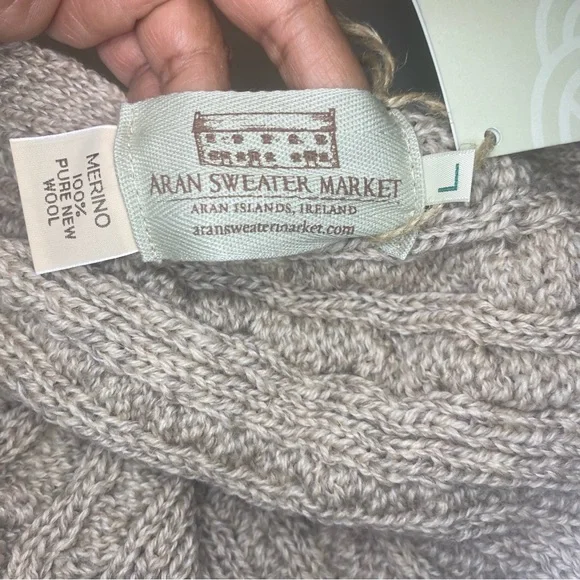 MERINO
100%
PURE NEW
WOOL
ARAN SWEATER MARKET
ARAN ISLANDS, IRELAND
aransweatermarket.com
L